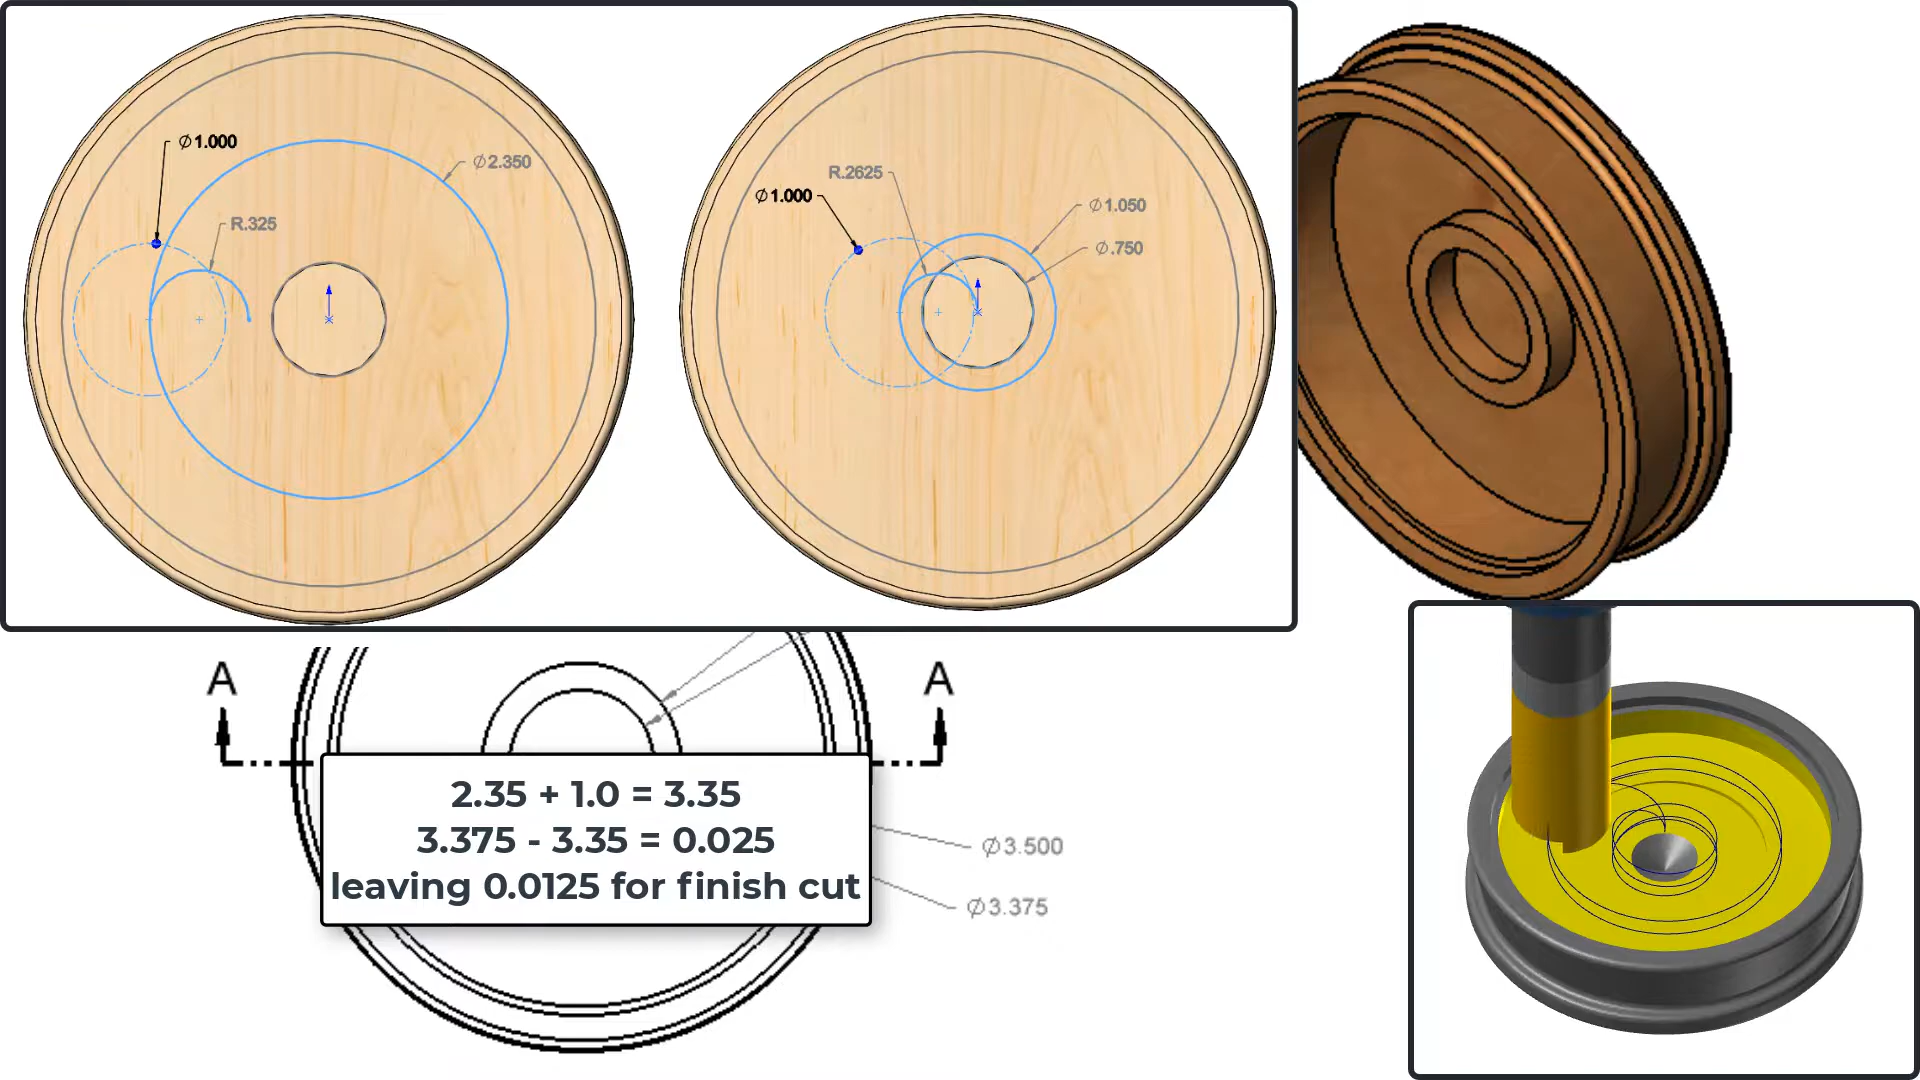 Ø1.000
Ø2.350
R.325
R.2625
Ø1.000
Ø1.050
Ø.750
A
A
2.35 + 1.0 = 3.35
3.375 - 3.35 = 0.025
leaving 0.0125 for finish cut
Ø3.500
Ø3.375